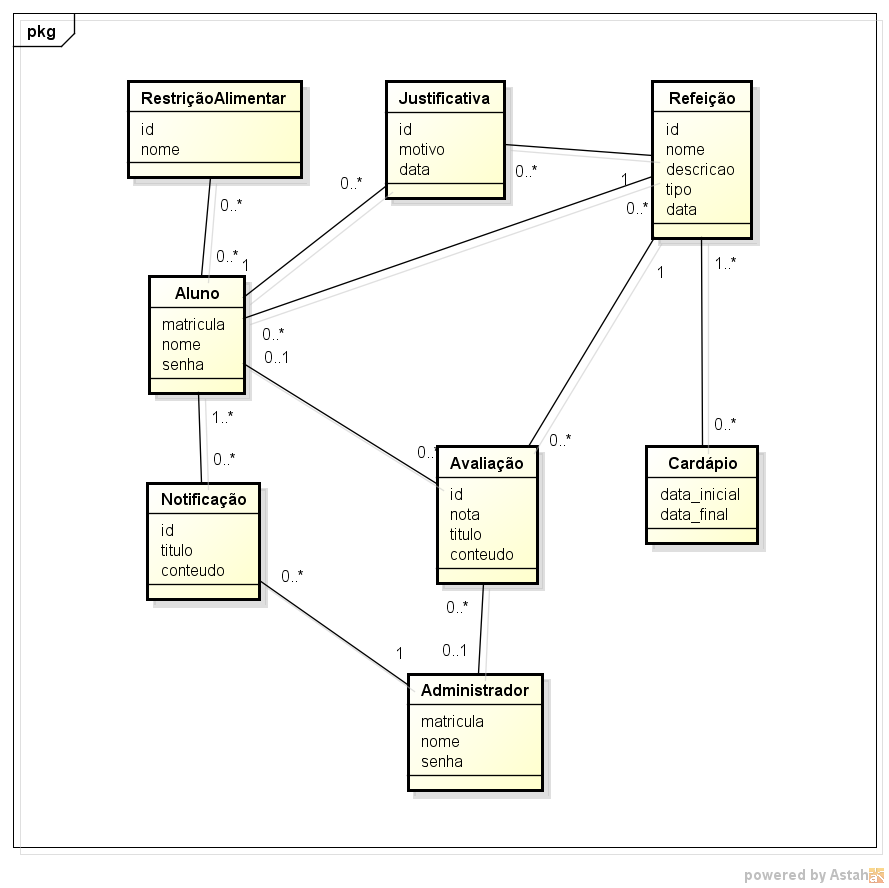 pkg
RestriçãoAlimentar
id
nome
Justificativa
id
motivo
data
Refeição
id
nome
descricao
tipo
data
0..*
0..*
1
0..*
0..*
1
0..*
0..*
1
1..*
Aluno
matricula
nome
senha
0..*
0..1
1..*
0..*
0..*
0..*
0..*
Notificação
id
titulo
conteudo
Avaliação
id
nota
titulo
conteudo
Cardápio
data_inicial
data_final
0..*
0..*
1
0..1
Administrador
matricula
nome
senha
powered by Astah